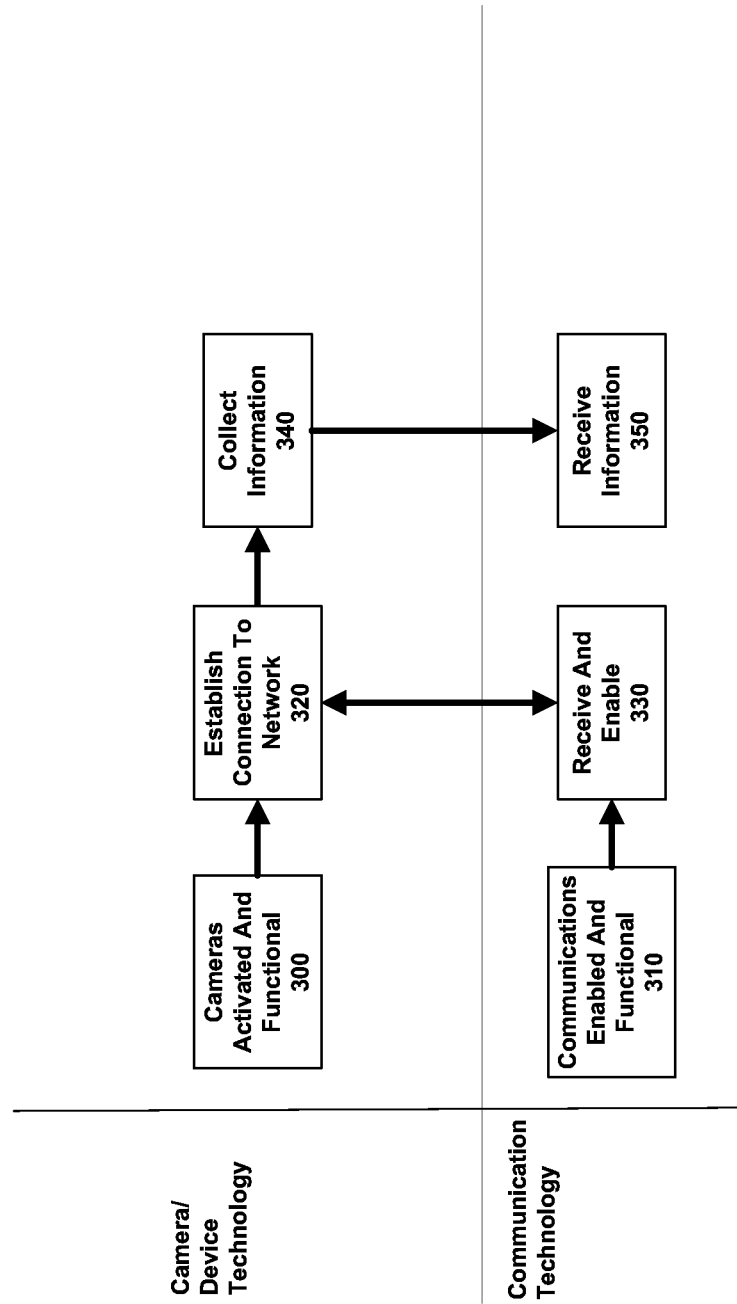 Camera/
Device
Technology
Cameras
Activated And
Functional
300
Establish
Connection To
Network
320
Collect
Information
340
Communication
Technology
Communications
Enabled And
Functional
310
Receive And
Enable
330
Receive
Information
350